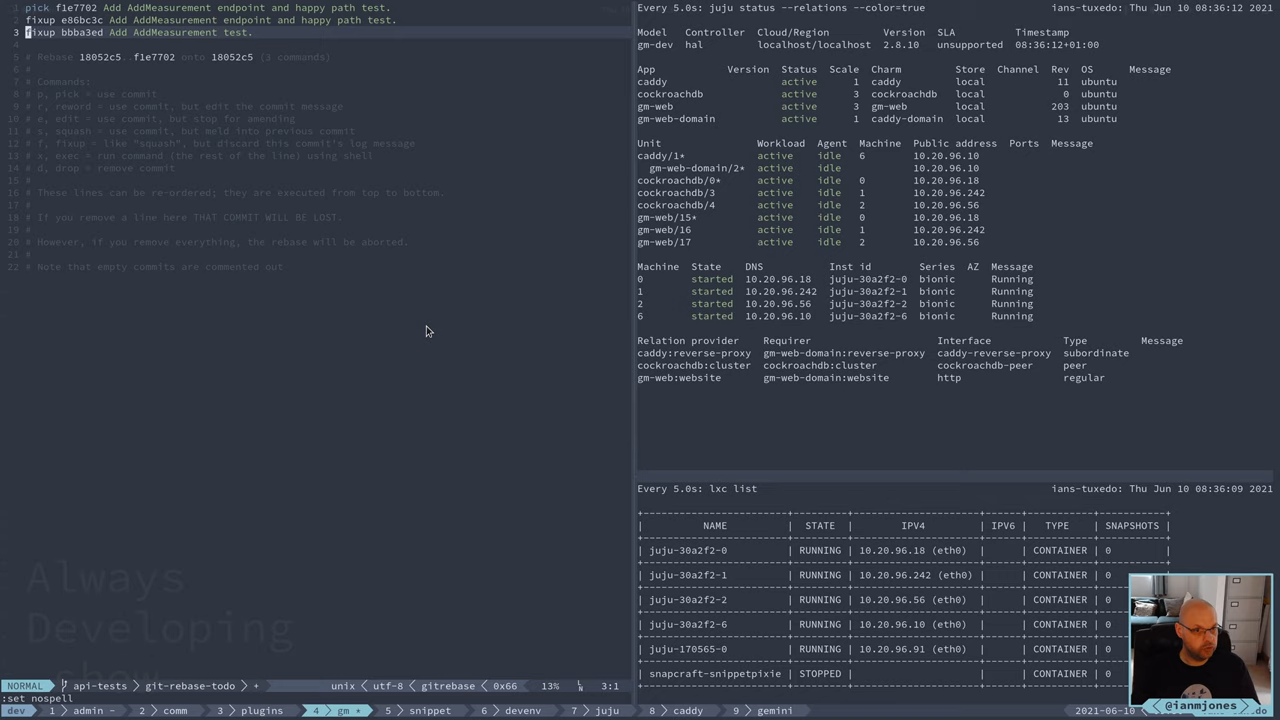 1 pick f1e7702 Add AddMeasurement endpoint and happy path test.
2 fixup e86bc3c Add AddMeasurement endpoint and happy path test.
3 fixup bbba3ed Add AddMeasurement test.
4
5 # Rebase 18052c5..f1e7702 onto 18052c5 (3 commands)
6 #
7 # Commands:
8 # p, pick = use commit
9 # r, reword = use commit, but edit the commit message
10 # e, edit = use commit, but stop for amending
11 # s, squash = use commit, but meld into previous commit
12 # f, fixup = like "squash", but discard this commit's log message
13 # x, exec = run command (the rest of the line) using shell
14 # d, drop = remove commit
15 #
16 # These lines can be re-ordered; they are executed from top to bottom.
17 #
18 # If you remove a line here THAT COMMIT WILL BE LOST.
19 #
20 # However, if you remove everything, the rebase will be aborted.
21 #
22 # Note that empty commits are commented out
Always
Developing
NORMAL api-tests git-rebase-todo + unix utf-8 gitrebase 0x66 13% 3:1
:set nospell
Every 5.0s: juju status --relations --color=true ians-tuxedo: Thu Jun 10 08:36:12 2021
Model Controller Cloud/Region Version SLA Timestamp
gm-dev hal localhost/localhost 2.8.10 unsupported 08:36:12+01:00
App Version Status Scale Charm Store Channel Rev OS Message
caddy active 1 caddy local 11 ubuntu
cockroachdb active 3 cockroachdb local 0 ubuntu
gm-web active 3 gm-web local 203 ubuntu
gm-web-domain active 1 caddy-domain local 13 ubuntu
Unit Workload Agent Machine Public address Ports Message
caddy/1* active idle 6 10.20.96.10
gm-web-domain/2* active idle 10.20.96.10
cockroachdb/0* active idle 0 10.20.96.18
cockroachdb/3 active idle 1 10.20.96.242
cockroachdb/4 active idle 2 10.20.96.56
gm-web/15* active idle 0 10.20.96.18
gm-web/16 active idle 1 10.20.96.242
gm-web/17 active idle 2 10.20.96.56
Machine State DNS Inst id Series AZ Message
0 started 10.20.96.18 juju-30a2f2-0 bionic Running
1 started 10.20.96.242 juju-30a2f2-1 bionic Running
2 started 10.20.96.56 juju-30a2f2-2 bionic Running
6 started 10.20.96.10 juju-30a2f2-6 bionic Running
Relation provider Requirer Interface Type Message
caddy:reverse-proxy gm-web-domain:reverse-proxy caddy-reverse-proxy subordinate
cockroachdb:cluster cockroachdb:cluster cockroachdb-peer peer
gm-web:website gm-web-domain:website http regular
Every 5.0s: lxc list ians-tuxedo: Thu Jun 10 08:36:09 2021
| NAME | STATE | IPV4 | IPV6 | TYPE | SNAPSHOTS |
| juju-30a2f2-0 | RUNNING | 10.20.96.18 (eth0) | | CONTAINER | 0 |
| juju-30a2f2-1 | RUNNING | 10.20.96.242 (eth0) | | CONTAINER | 0
| juju-30a2f2-2 | RUNNING | 10.20.96.56 (eth0) | | CONTAINER | 0
| juju-30a2f2-6 | RUNNING | 10.20.96.10 (eth0) | | CONTAINER | 0
| juju-170565-0 | RUNNING | 10.20.96.91 (eth0) | | CONTAINER | 0
| snapcraft-snippetpixie | STOPPED | | | CONTAINER | 0
< @ianmjones >
dev 1 admin - 2 comm 3 plugins 4 gm * 5 snippet 6 devenv 7 juju 8 caddy 9 gemini 2021-06-10